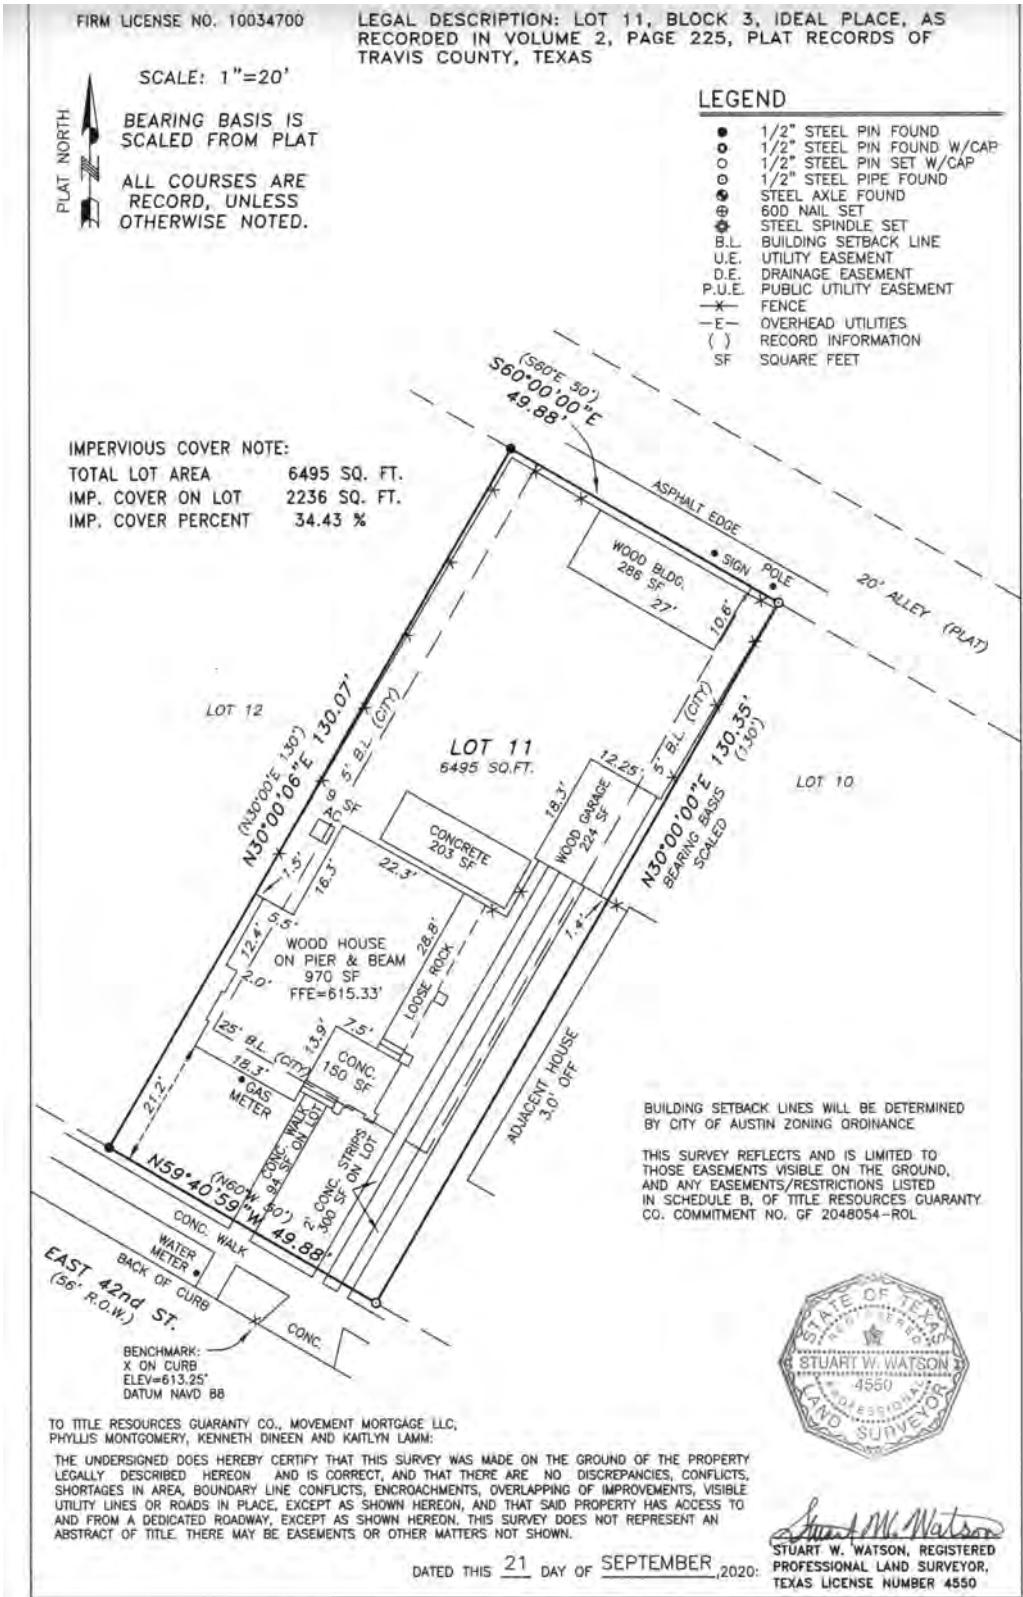 FIRM LICENSE NO. 10034700
LEGAL DESCRIPTION: LOT 11, BLOCK 3, IDEAL PLACE, AS
RECORDED IN VOLUME 2, PAGE 225, PLAT RECORDS OF
TRAVIS COUNTY, TEXAS
SCALE: 1"=20'
PLAT NORTH
BEARING BASIS IS
SCALED FROM PLAT
ALL COURSES ARE
RECORD, UNLESS
OTHERWISE NOTED.
LEGEND
1/2" STEEL PIN FOUND
1/2" STEEL PIN FOUND W/CAP
1/2" STEEL PIN SET W/CAP
1/2" STEEL PIPE FOUND
STEEL AXLE FOUND
60D NAIL SET
STEEL SPINDLE SET
B.L. BUILDING SETBACK LINE
U.E. UTILITY EASEMENT
D.E. DRAINAGE EASEMENT
P.U.E. PUBLIC UTILITY EASEMENT
—X— FENCE
—E— OVERHEAD UTILITIES
( ) RECORD INFORMATION
SF SQUARE FEET
(S60°E 50')
S60°00'00"E
49.88'
IMPERVIOUS COVER NOTE:
TOTAL LOT AREA 6495 SQ. FT.
IMP. COVER ON LOT 2236 SQ. FT.
IMP. COVER PERCENT 34.43 %
ASPHALT EDGE
SIGN
POLE
20' ALLEY (PLAT)
WOOD BLDG.
286 SF
27'
10.6'
LOT 12
(N30°00'E 130')
N30°00'06"E 130.07'
5' B.L. (CITY)
LOT 11
6495 SQ.FT.
5' B.L. (CITY)
LOT 10
N30°00'00"E 130.35'
(130')
BEARING BASIS
SCALED
12.25'
18.3'
WOOD GARAGE
224 SF
9 SF
AC
CONCRETE
203 SF
22.3'
1.5'
16.3'
5.5'
12.4'
2.0'
WOOD HOUSE
ON PIER & BEAM
970 SF
FFE=615.33'
28.8'
LOOSE ROCK
1.4'
25' B.L. (CITY)
13.9'
7.5'
CONC.
150 SF
18.3'
GAS
METER
21.2'
ADJACENT HOUSE
3.0' OFF
CONC. WALK
94 SF ON LOT
2' CONC. STRIPS
300 SF ON LOT
N59°40'59"W 49.88'
(N60°W 50')
CONC. WALK
WATER
METER
BACK OF CURB
EAST 42nd ST.
(56' R.O.W.)
CONC.
BENCHMARK:
X ON CURB
ELEV=613.25'
DATUM NAVD 88
BUILDING SETBACK LINES WILL BE DETERMINED
BY CITY OF AUSTIN ZONING ORDINANCE
THIS SURVEY REFLECTS AND IS LIMITED TO
THOSE EASEMENTS VISIBLE ON THE GROUND,
AND ANY EASEMENTS/RESTRICTIONS LISTED
IN SCHEDULE B, OF TITLE RESOURCES GUARANTY
CO. COMMITMENT NO. GF 2048054-ROL
STATE OF TEXAS
REGISTERED
STUART W. WATSON
4550
PROFESSIONAL
LAND SURVEYOR
TO TITLE RESOURCES GUARANTY CO., MOVEMENT MORTGAGE LLC,
PHYLLIS MONTGOMERY, KENNETH DINEEN AND KAITLYN LAMM:
THE UNDERSIGNED DOES HEREBY CERTIFY THAT THIS SURVEY WAS MADE ON THE GROUND OF THE PROPERTY
LEGALLY DESCRIBED HEREON AND IS CORRECT, AND THAT THERE ARE NO DISCREPANCIES, CONFLICTS,
SHORTAGES IN AREA, BOUNDARY LINE CONFLICTS, ENCROACHMENTS, OVERLAPPING OF IMPROVEMENTS, VISIBLE
UTILITY LINES OR ROADS IN PLACE, EXCEPT AS SHOWN HEREON, AND THAT SAID PROPERTY HAS ACCESS TO
AND FROM A DEDICATED ROADWAY, EXCEPT AS SHOWN HEREON. THIS SURVEY DOES NOT REPRESENT AN
ABSTRACT OF TITLE. THERE MAY BE EASEMENTS OR OTHER MATTERS NOT SHOWN.
Stuart W. Watson
STUART W. WATSON, REGISTERED
PROFESSIONAL LAND SURVEYOR,
TEXAS LICENSE NUMBER 4550
DATED THIS 21 DAY OF SEPTEMBER, 2020: